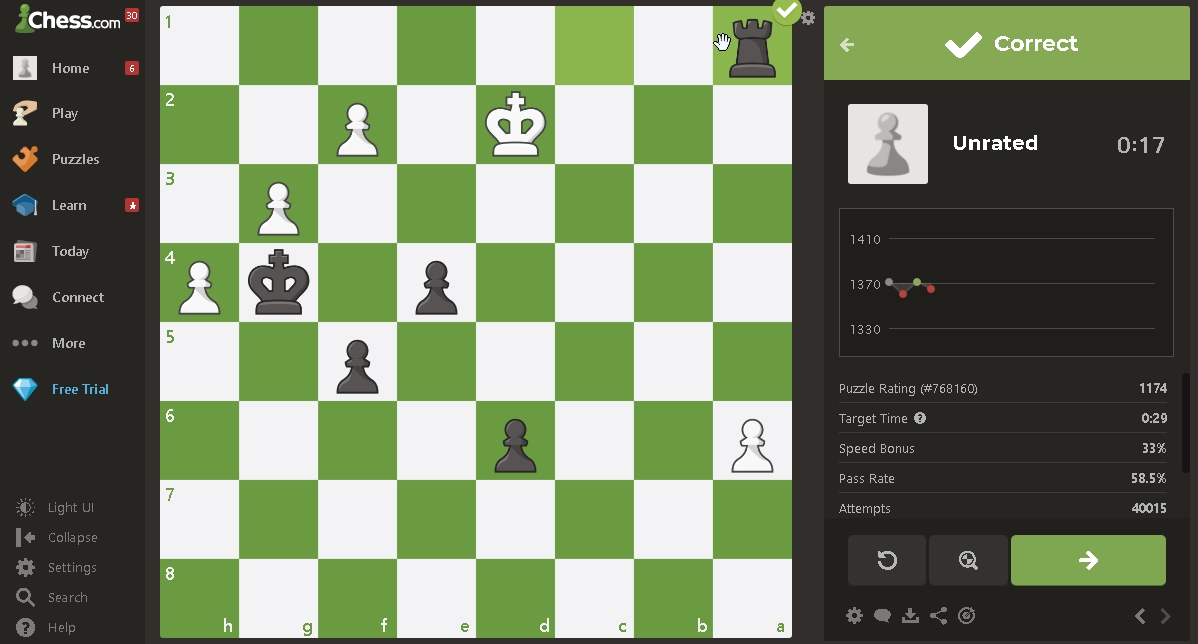 Chess.com 30
Home 6
Play
Puzzles
Learn
Today
Connect
More
Free Trial
Light UI
Collapse
Settings
Search
Help
1
2
3
4
5
6
7
8
h g f e d c b a
Correct
Unrated 0:17
1410
1370
1330
Puzzle Rating (#768160) 1174
Target Time ? 0:29
Speed Bonus 33%
Pass Rate 58.5%
Attempts 40015